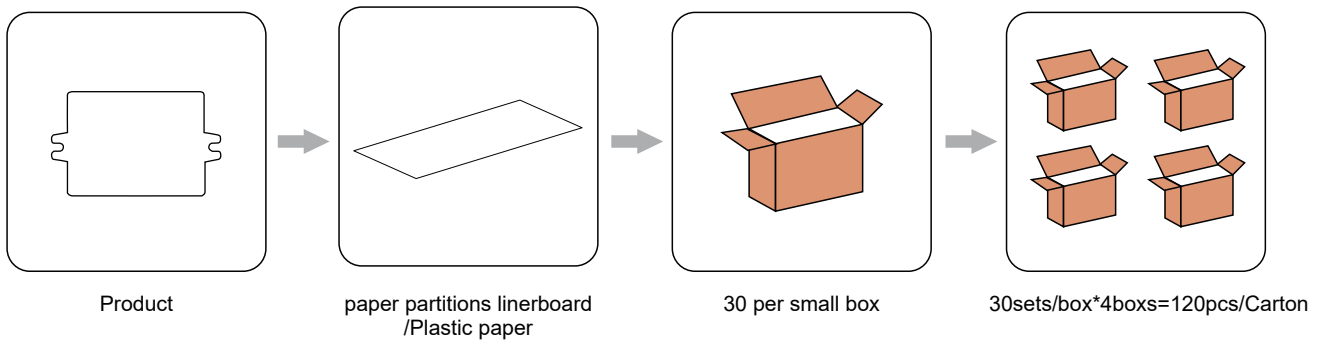 Product
paper partitions linerboard
/Plastic paper
30 per small box
30sets/box*4boxs=120pcs/Carton